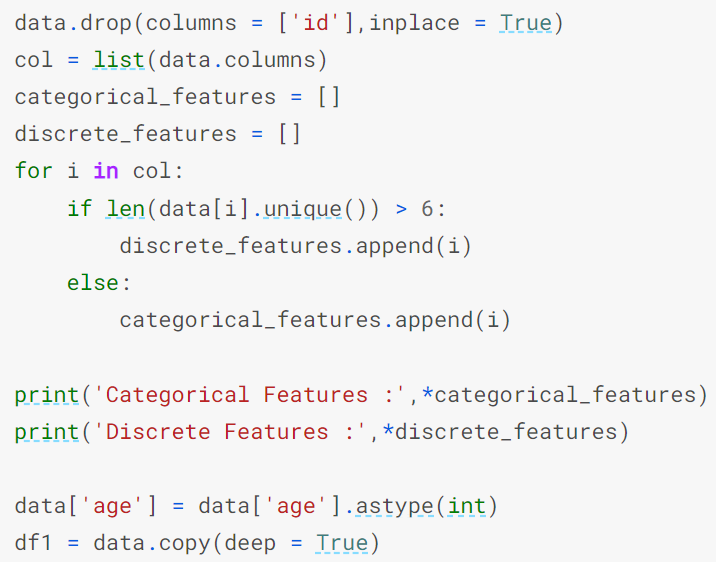 data.drop(columns = ['id'],inplace = True)
col = list(data.columns)
categorical_features = []
discrete_features = []
for i in col:
    if len(data[i].unique()) > 6:
        discrete_features.append(i)
    else:
        categorical_features.append(i)

print('Categorical Features :',*categorical_features)
print('Discrete Features :',*discrete_features)

data['age'] = data['age'].astype(int)
df1 = data.copy(deep = True)